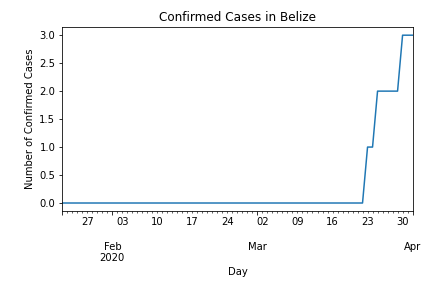 Confirmed Cases in Belize
Number of Confirmed Cases
3.0
2.5
2.0
1.5
1.0
0.5
0.0
27 03 10 17 24 02 09 16 23 30
Feb Mar Apr
2020
Day